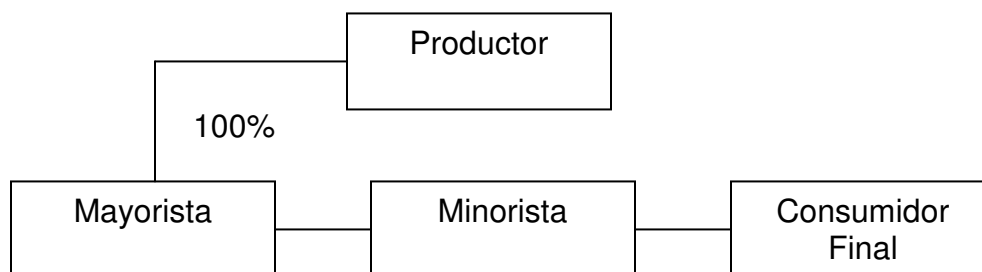 Productor
100%
Mayorista
Minorista
Consumidor
Final